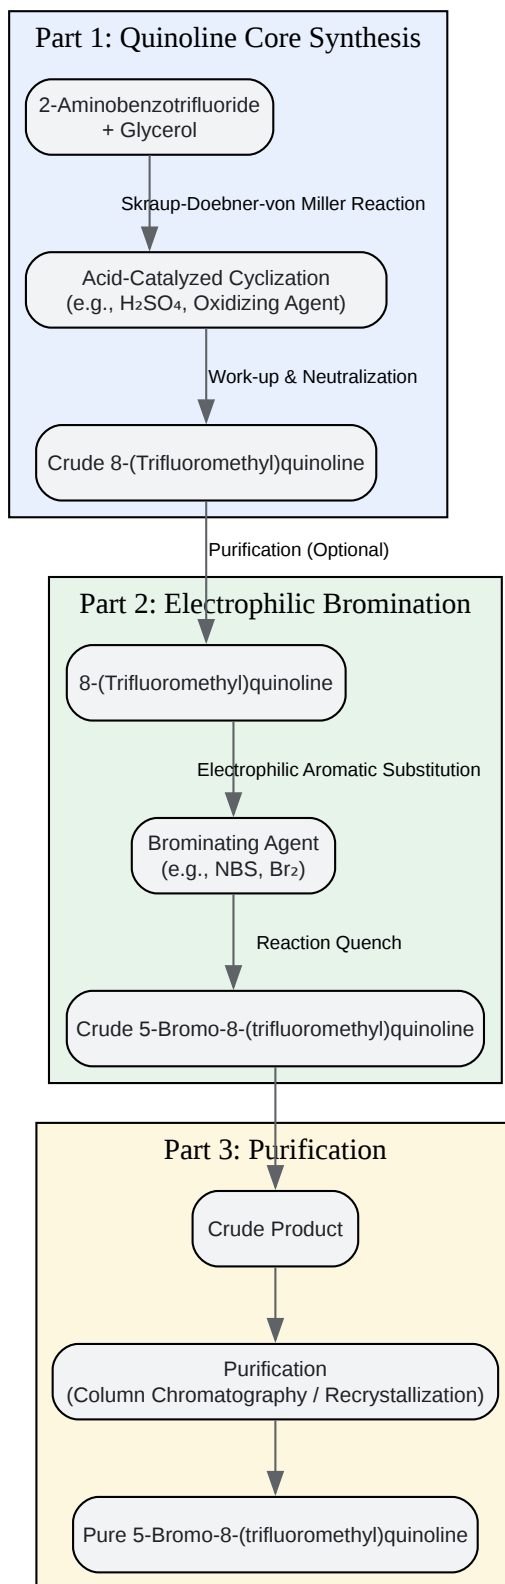 Part 1: Quinoline Core Synthesis
2-Aminobenzotrifluoride
+ Glycerol
Skraup-Doebner-von Miller Reaction
Acid-Catalyzed Cyclization
(e.g., H₂SO₄, Oxidizing Agent)
Work-up & Neutralization
Crude 8-(Trifluoromethyl)quinoline
Purification (Optional)
Part 2: Electrophilic Bromination
8-(Trifluoromethyl)quinoline
Electrophilic Aromatic Substitution
Brominating Agent
(e.g., NBS, Br₂)
Reaction Quench
Crude 5-Bromo-8-(trifluoromethyl)quinoline
Part 3: Purification
Crude Product
Purification
(Column Chromatography / Recrystallization)
Pure 5-Bromo-8-(trifluoromethyl)quinoline